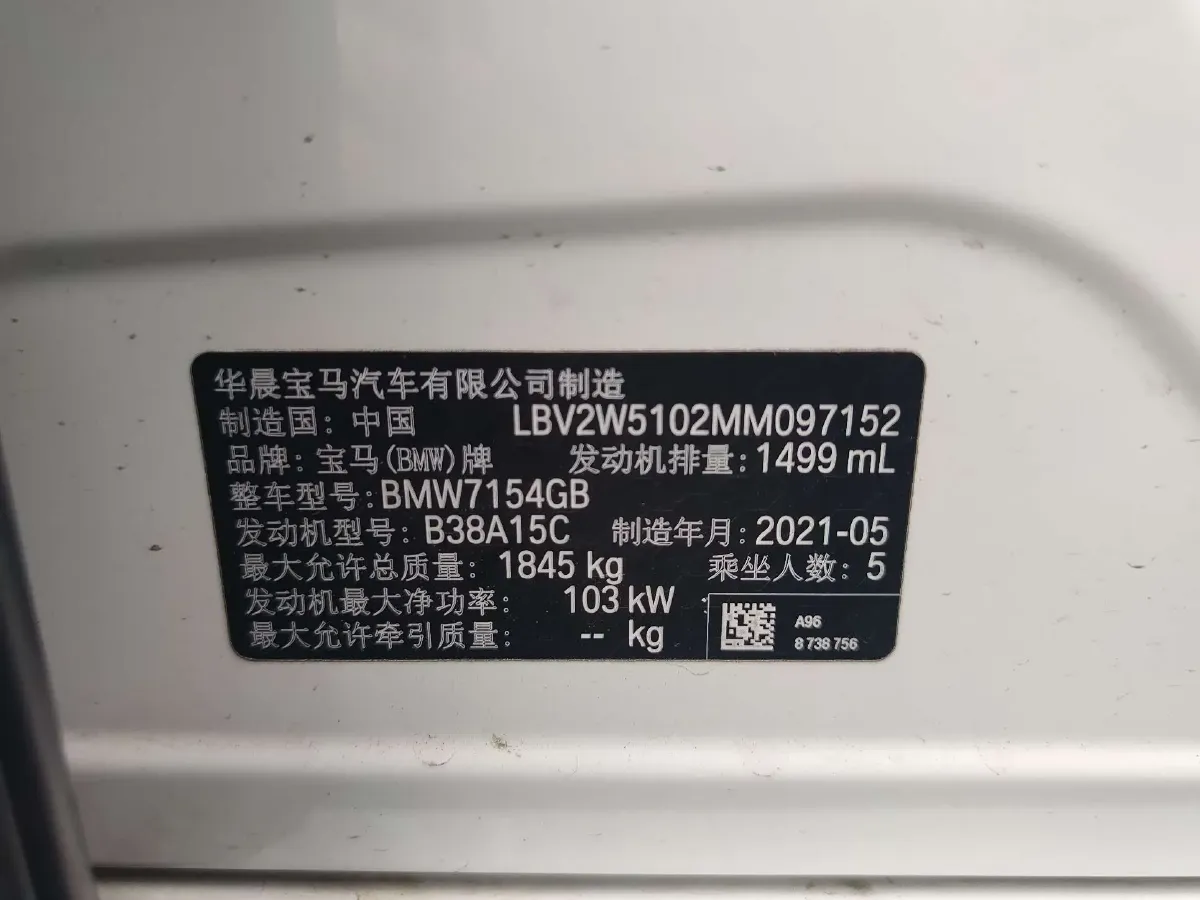 华晨宝马汽车有限公司制造
制造国：中国 LBV2W5102MM097152
品牌：宝马(BMW)牌 发动机排量：1499 mL
整车型号：BMW7154GB
发动机型号：B38A15C 制造年月：2021-05
最大允许总质量：1845 kg 乘坐人数：5
发动机最大净功率：103 kW
最大允许牵引质量：-- kg
A96
8 738 756